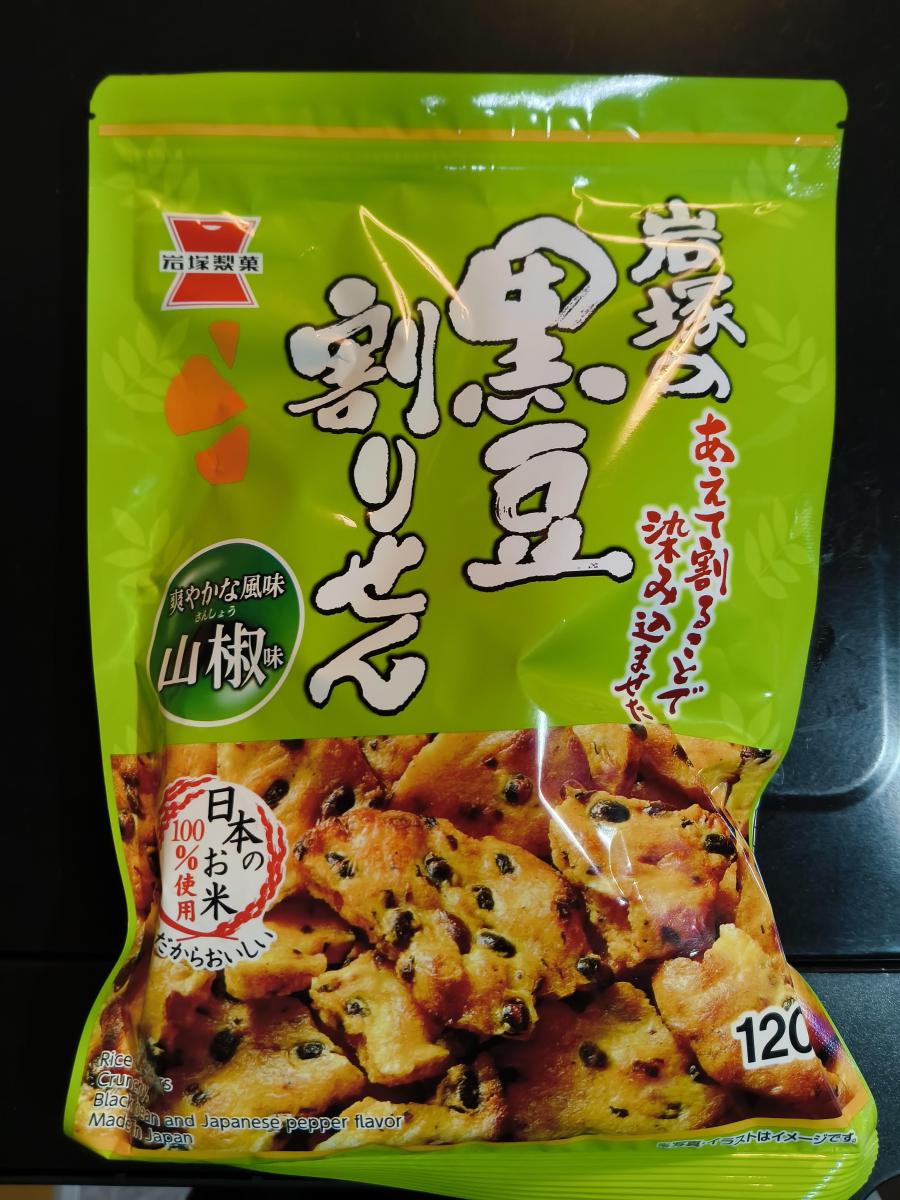 岩塚製菓
岩塚の
黒豆
割りせん
あえて割ることで
染み込ませた
爽やかな風味
さんしょう
山椒味
日本の
お米
100%使用
だからおいしい
120
Rice
Black and Japanese pepper flavor
Made in Japan
※写真・イラストはイメージです。